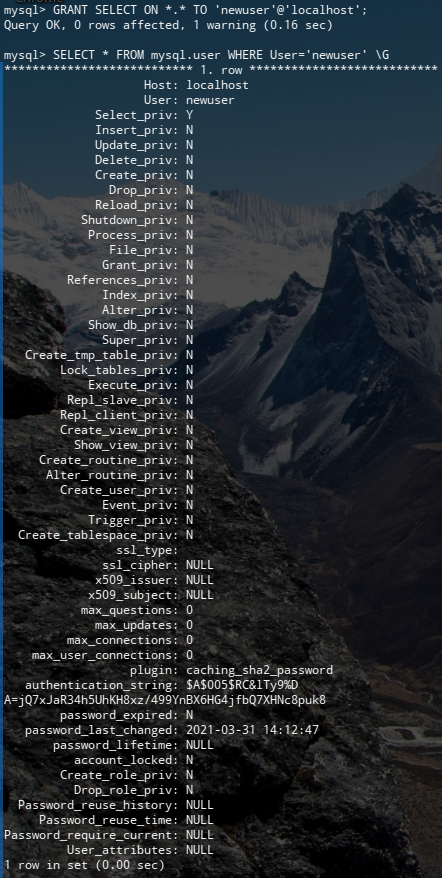 mysql> GRANT SELECT ON *.* TO 'newuser'@'localhost';
Query OK, 0 rows affected, 1 warning (0.16 sec)
mysql> SELECT * FROM mysql.user WHERE User='newuser' \G
*************************** 1. row ***************************
Host: localhost
User: newuser
Select_priv: Y
Insert_priv: N
Update_priv: N
Delete_priv: N
Create_priv: N
Drop_priv: N
Reload_priv: N
Shutdown_priv: N
Process_priv: N
File_priv: N
Grant_priv: N
References_priv: N
Index_priv: N
Alter_priv: N
Show_db_priv: N
Super_priv: N
Create_tmp_table_priv: N
Lock_tables_priv: N
Execute_priv: N
Repl_slave_priv: N
Repl_client_priv: N
Create_view_priv: N
Show_view_priv: N
Create_routine_priv: N
Alter_routine_priv: N
Create_user_priv: N
Event_priv: N
Trigger_priv: N
Create_tablespace_priv: N
ssl_type:
ssl_cipher: NULL
x509_issuer: NULL
x509_subject: NULL
max_questions: 0
max_updates: 0
max_connections: 0
max_user_connections: 0
plugin: caching_sha2_password
authentication_string: $A$005$RC&lTy9%D
A=jQ7xJaR34h5UhKH8xz/499YnBX6HG4jfbQ7XHNc8puk8
password_expired: N
password_last_changed: 2021-03-31 14:12:47
password_lifetime: NULL
account_locked: N
Create_role_priv: N
Drop_role_priv: N
Password_reuse_history: NULL
Password_reuse_time: NULL
Password_require_current: NULL
User_attributes: NULL
1 row in set (0.00 sec)